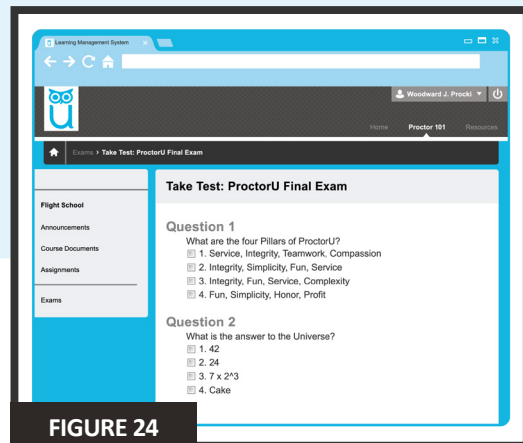 Learning Management System
Woodward J. Procki
Home Proctor 101 Resources
Exams › Take Test: ProctorU Final Exam
Flight School
Announcements
Course Documents
Assignments
Exams
Take Test: ProctorU Final Exam
Question 1
What are the four Pillars of ProctorU?
1. Service, Integrity, Teamwork, Compassion
2. Integrity, Simplicity, Fun, Service
3. Integrity, Fun, Service, Complexity
4. Fun, Simplicity, Honor, Profit
Question 2
What is the answer to the Universe?
1. 42
2. 24
3. 7 x 2^3
4. Cake
FIGURE 24